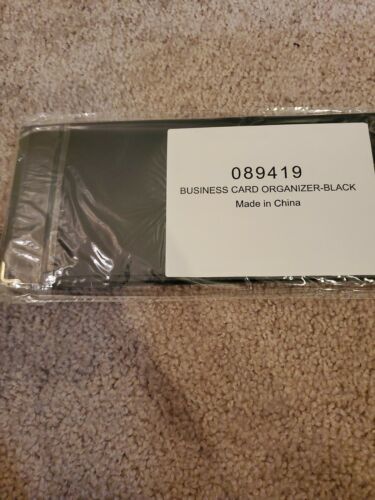 089419
BUSINESS CARD ORGANIZER-BLACK
Made in China